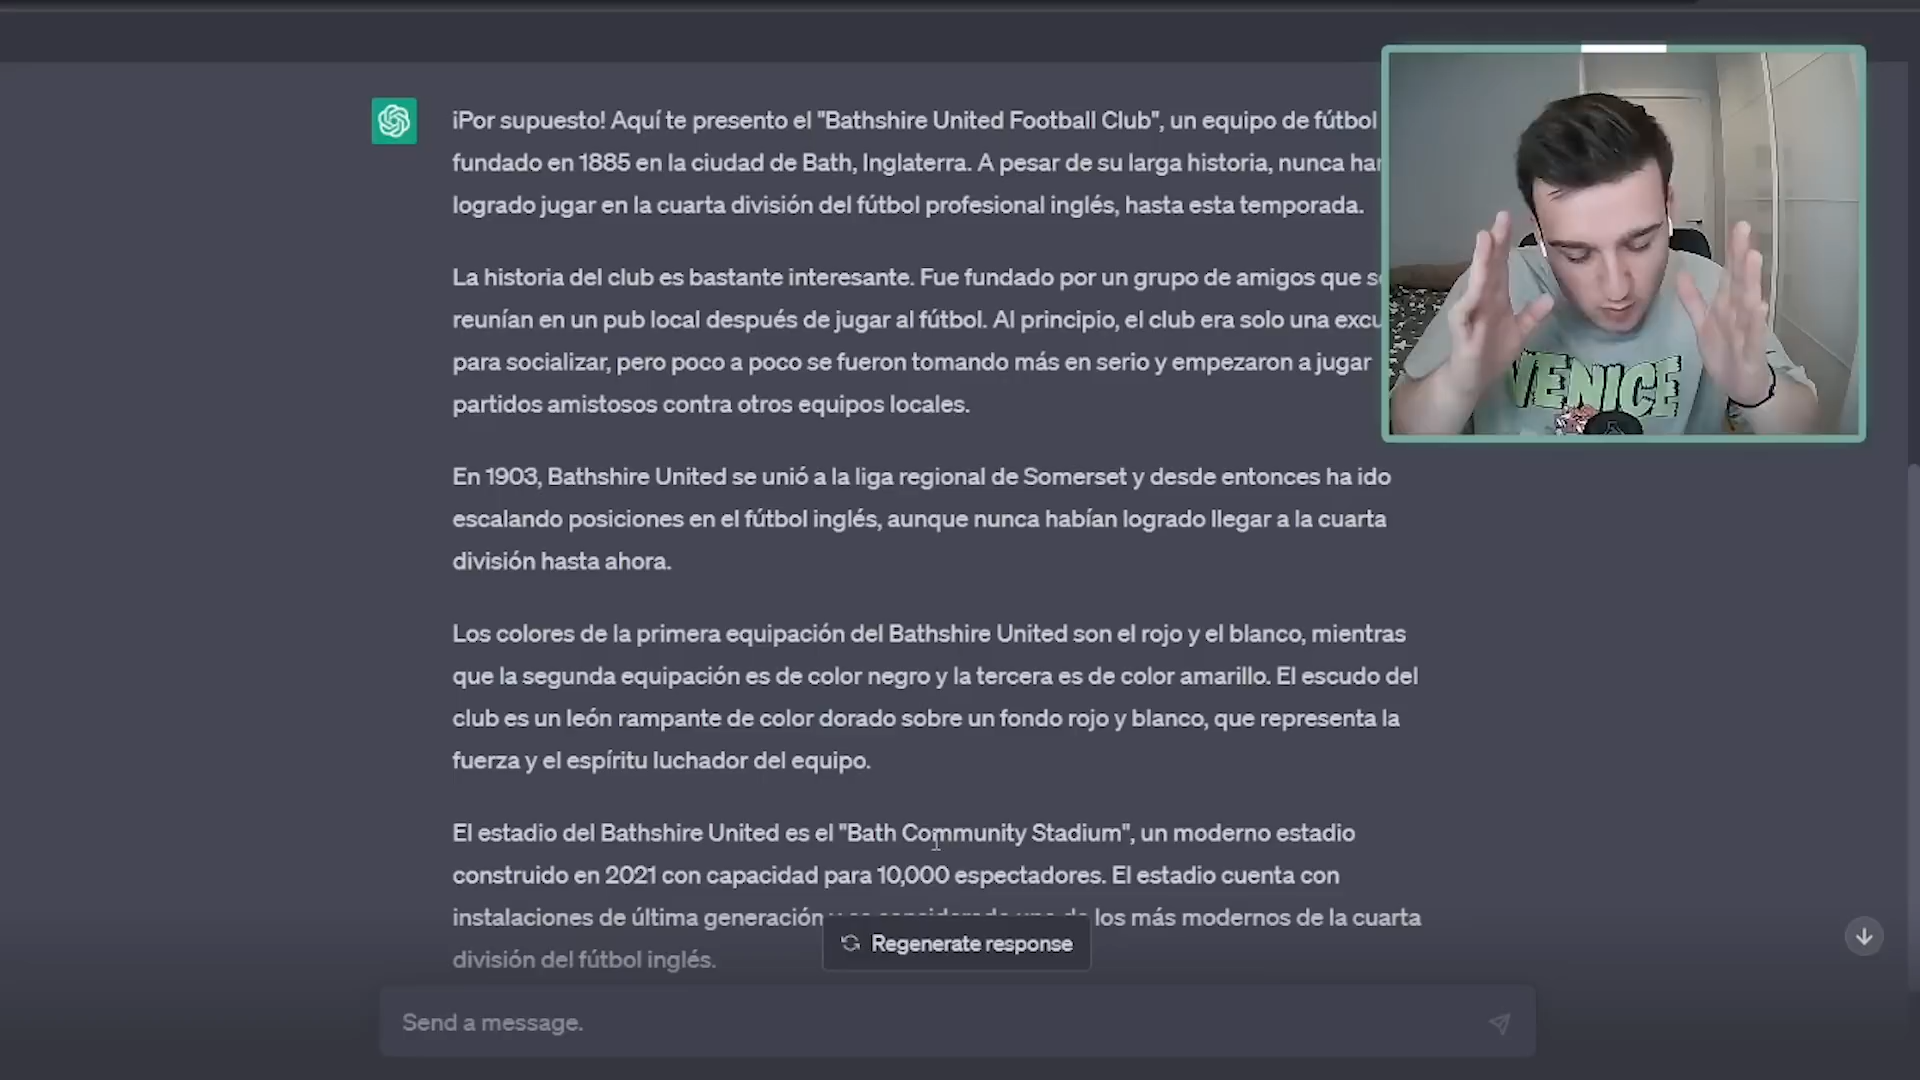 ¡Por supuesto! Aquí te presento el "Bathshire United Football Club", un equipo de fútbol
fundado en 1885 en la ciudad de Bath, Inglaterra. A pesar de su larga historia, nunca
logrado jugar en la cuarta división del fútbol profesional inglés, hasta esta temporada.
La historia del club es bastante interesante. Fue fundado por un grupo de amigos que
reunían en un pub local después de jugar al fútbol. Al principio, el club era solo una
para socializar, pero poco a poco se fueron tomando más en serio y empezaron a jugar
partidos amistosos contra otros equipos locales.
En 1903, Bathshire United se unió a la liga regional de Somerset y desde entonces ha ido
escalando posiciones en el fútbol inglés, aunque nunca habían logrado llegar a la cuarta
división hasta ahora.
Los colores de la primera equipación del Bathshire United son el rojo y el blanco, mientras
que la segunda equipación es de color negro y la tercera es de color amarillo. El escudo del
club es un león rampante de color dorado sobre un fondo rojo y blanco, que representa la
fuerza y el espíritu luchador del equipo.
El estadio del Bathshire United es el "Bath Community Stadium", un moderno estadio
construido en 2021 con capacidad para 10,000 espectadores. El estadio cuenta con
instalaciones de última generación los más modernos de la cuarta
división del fútbol inglés.
Regenerate response
Send a message.
VENICE